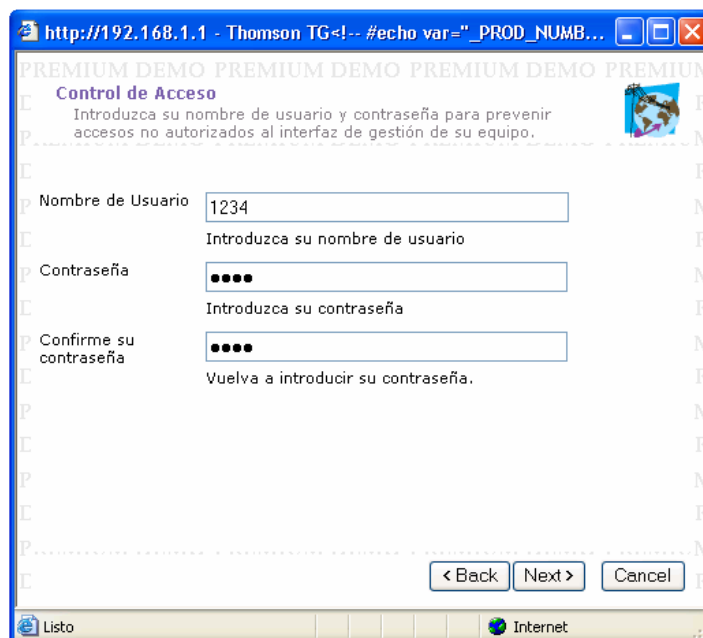 http://192.168.1.1 - Thomson TG<!-- #echo var="_PROD_NUMB...
PREMIUM DEMO PREMIUM DEMO PREMIUM DEMO PREMIUM
Control de Acceso
Introduzca su nombre de usuario y contraseña para prevenir
accesos no autorizados al interfaz de gestión de su equipo.
Nombre de Usuario
1234
Introduzca su nombre de usuario
Contraseña
••••
Introduzca su contraseña
Confirme su
contraseña
••••
Vuelva a introducir su contraseña.
< Back
Next >
Cancel
Listo
Internet